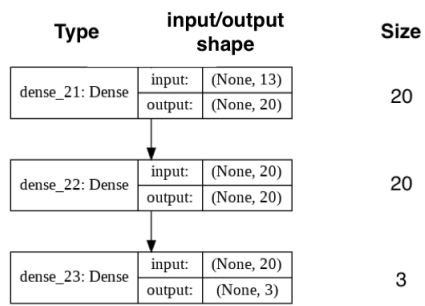 Type input/output shape Size
dense_21: Dense input: (None, 13) 20
output: (None, 20)
dense_22: Dense input: (None, 20) 20
output: (None, 20)
dense_23: Dense input: (None, 20) 3
output: (None, 3)